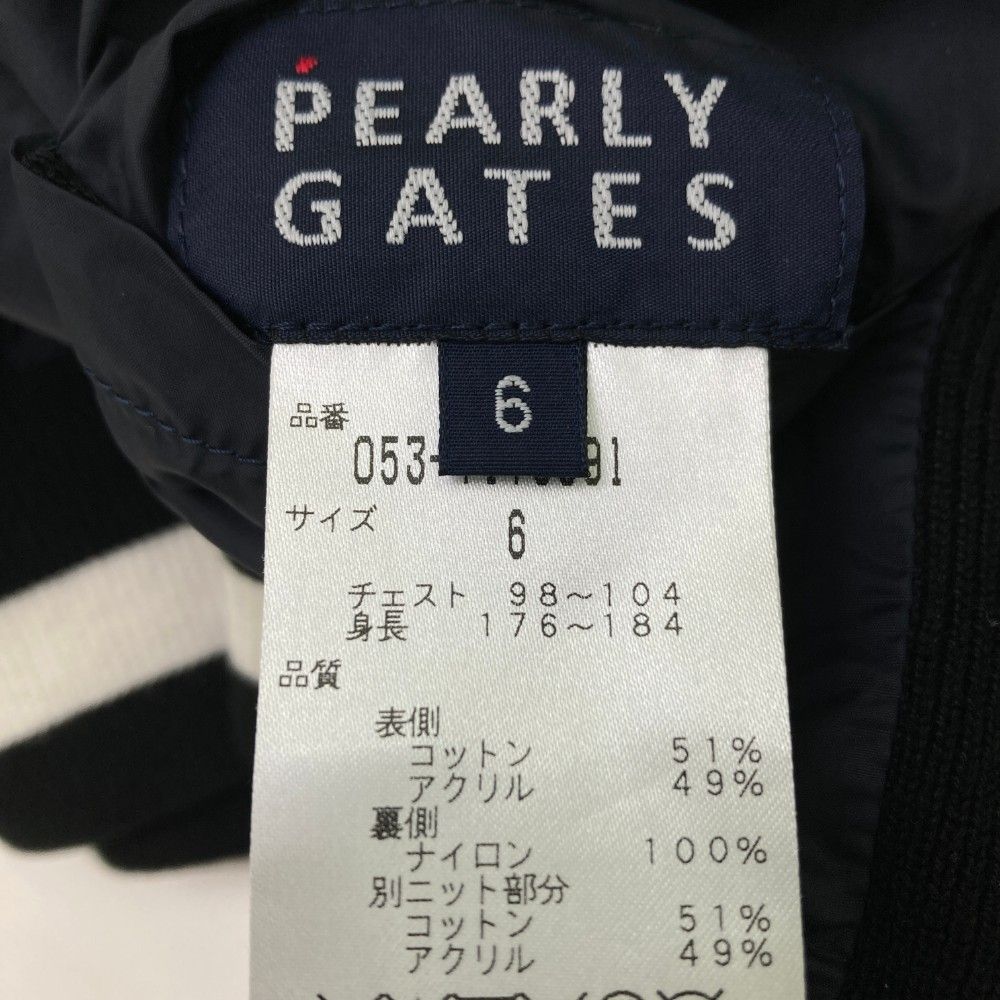 PEARLY
GATES
6
品番
サイズ 6
チェスト 98~104
身長 176~184
品質
表側
コットン 51%
アクリル 49%
裏側
ナイロン 100%
別ニット部分
コットン 51%
アクリル 49%